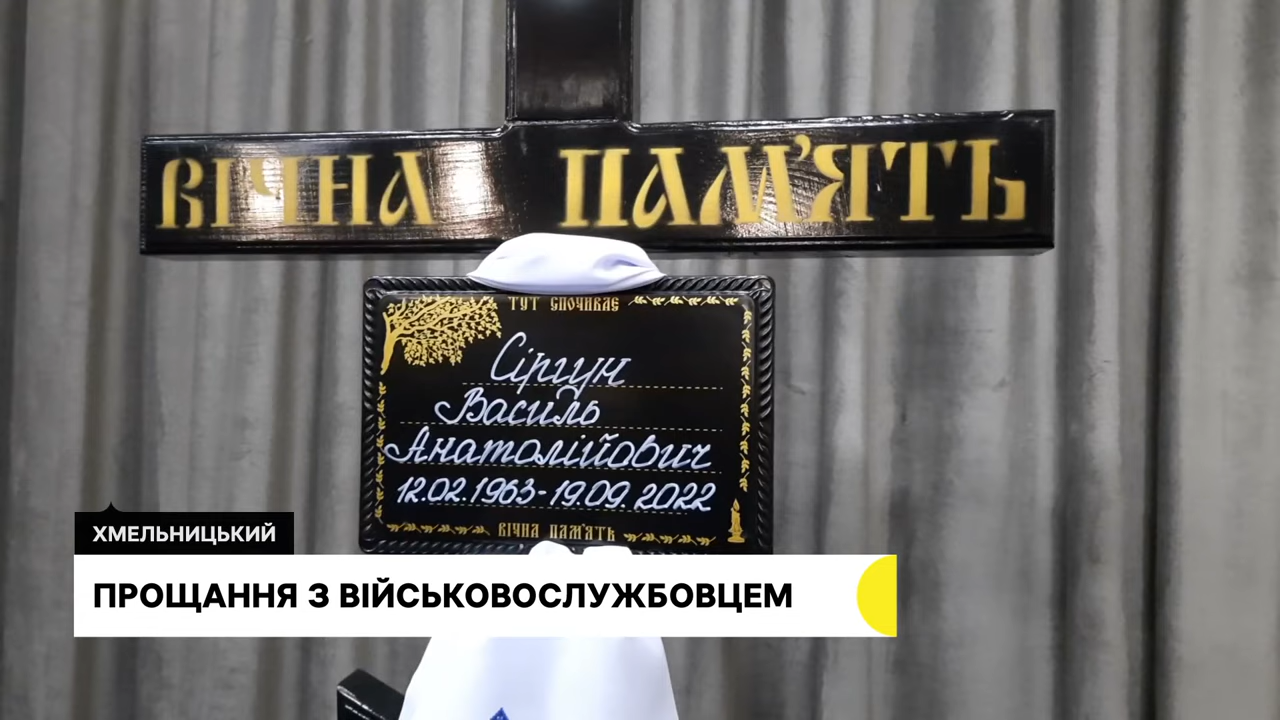 ВІЧНА ПАМ'ЯТЬ
ТУТ СПОЧИВАЄ
Сіргун
Василь
Анатолійович
12.02.1963-19.09.2022
ВІЧНА ПАМ'ЯТЬ
ХМЕЛЬНИЦЬКИЙ
ПРОЩАННЯ З ВІЙСЬКОВОСЛУЖБОВЦЕМ